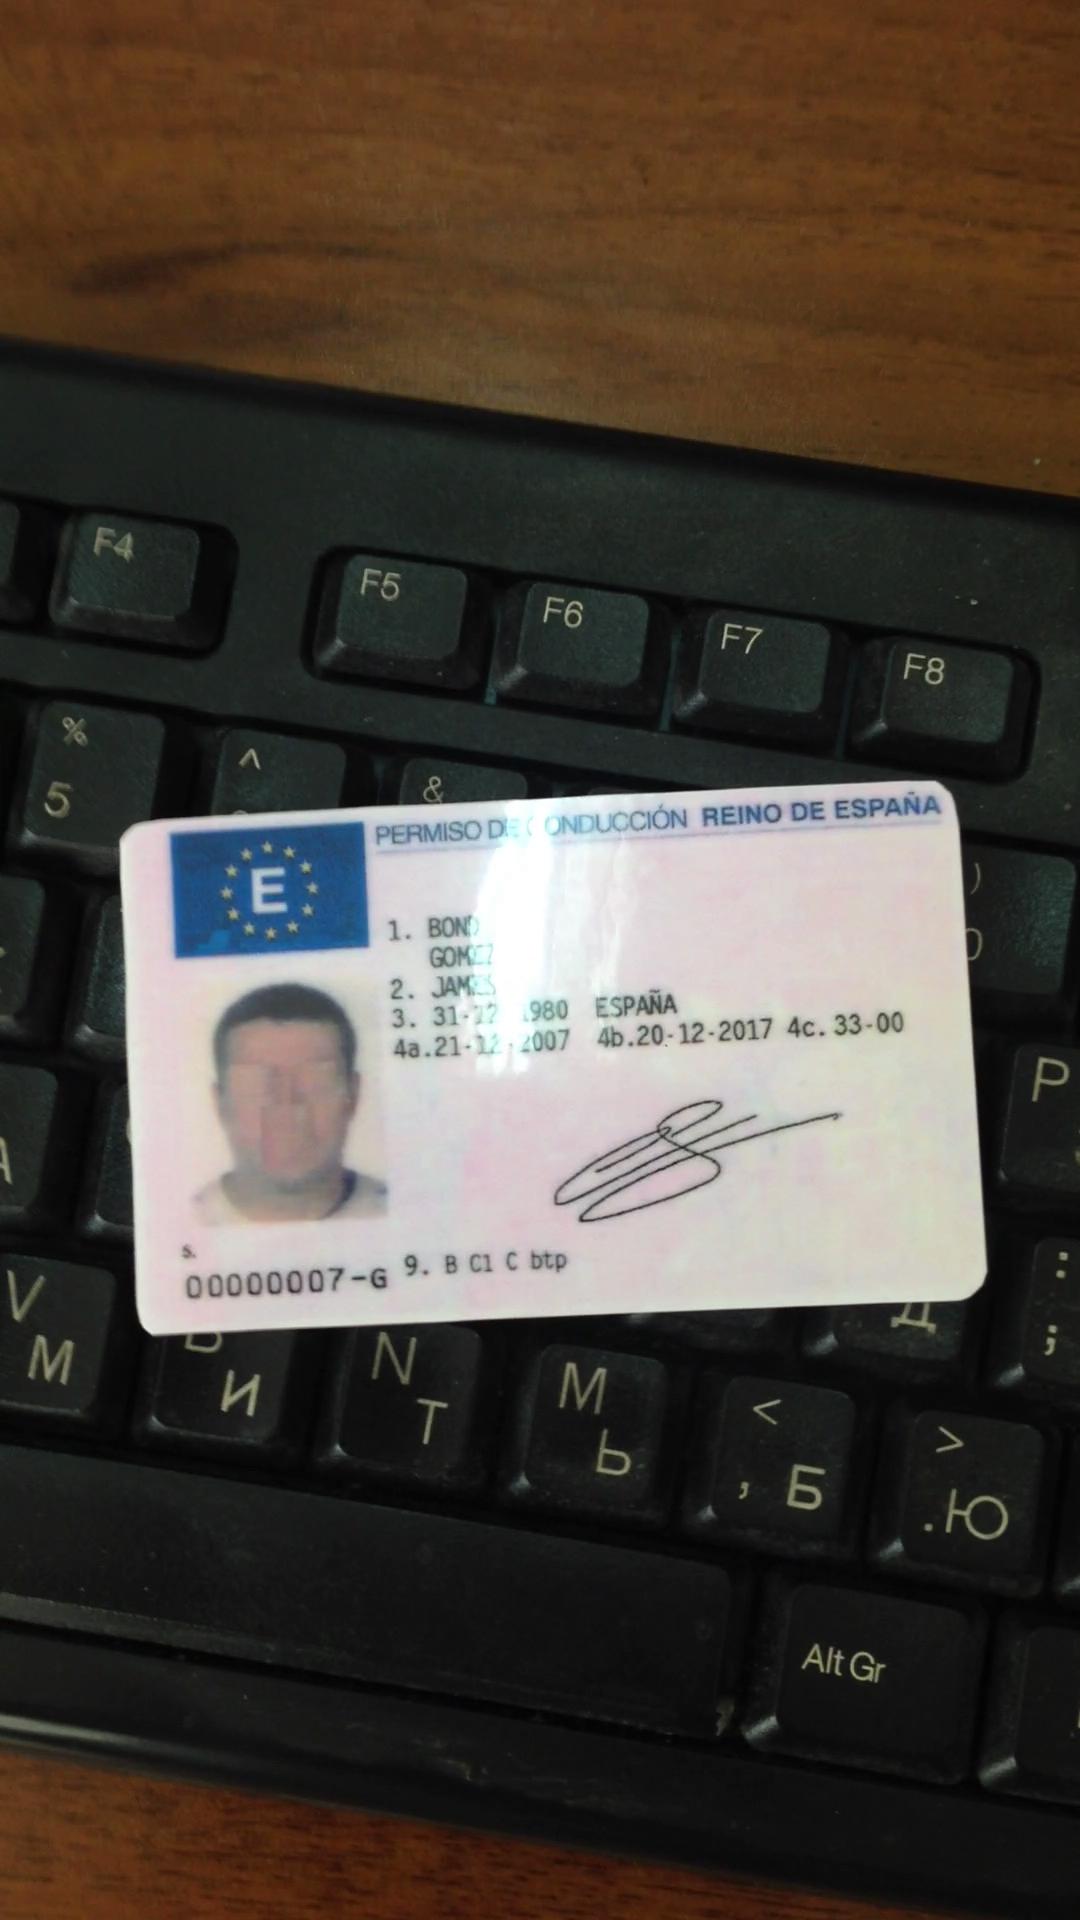 F4
F5
F6
F7
F8
%
5
^
&
)
0
E
PERMISO DE CONDUCCIÓN REINO DE ESPAÑA
1. BOND
GOMEZ
2. JAMES
3. 31-12-1980 ESPAÑA
4a.21-12-2007 4b.20-12-2017 4c.33-00
5.
00000007-G 9. B C1 C btp
P
:
;
Д
V
М
И
N
Т
M
Ь
<
, Б
>
.Ю
Alt Gr